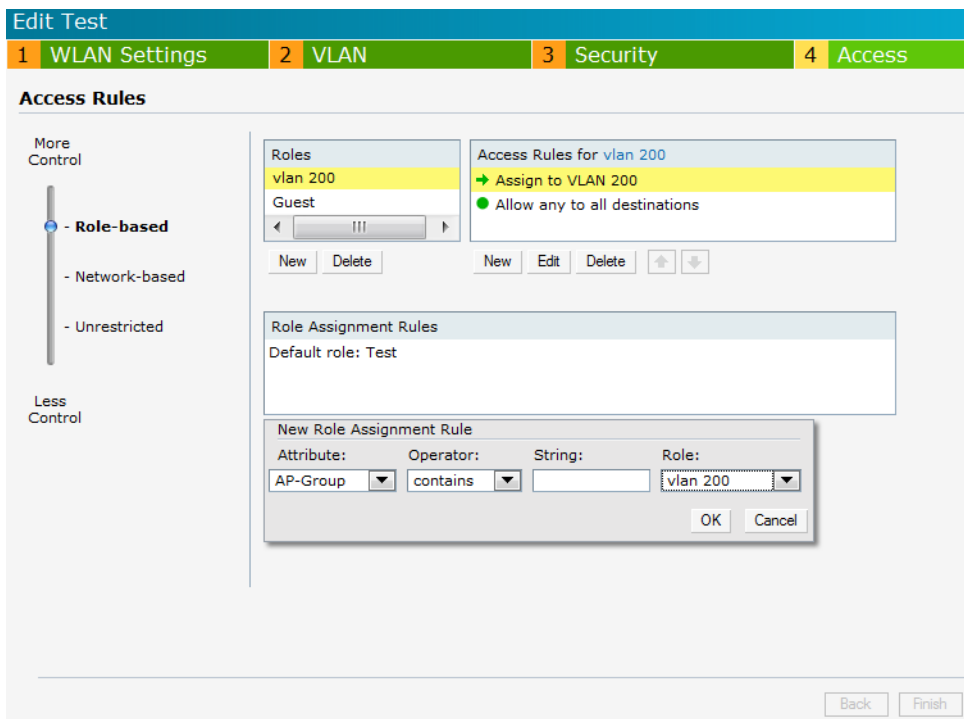 Edit Test
1 WLAN Settings 2 VLAN 3 Security 4 Access
Access Rules
More
Control
- Role-based
- Network-based
- Unrestricted
Less
Control
Roles
vlan 200
Guest
New Delete
Access Rules for vlan 200
Assign to VLAN 200
Allow any to all destinations
New Edit Delete
Role Assignment Rules
Default role: Test
New Role Assignment Rule
Attribute: Operator: String: Role:
AP-Group contains vlan 200
OK Cancel
Back Finish